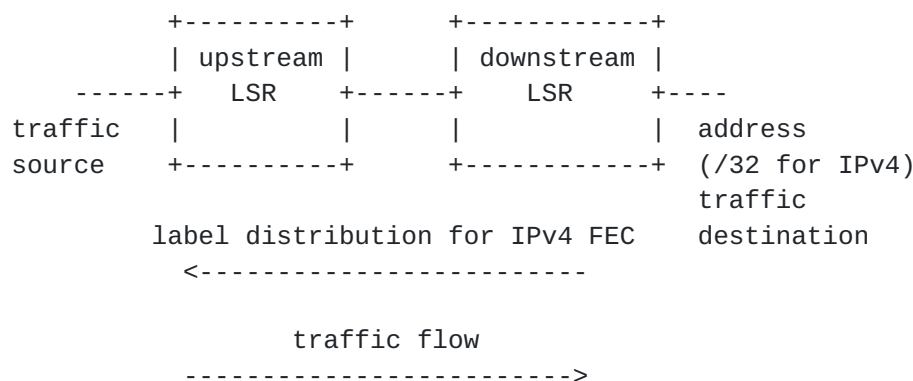 +----------+      +------------+
| upstream |      | downstream |
------+   LSR    +------+    LSR     +----
traffic   |          |      |            |  address
source    +----------+      +------------+  (/32 for IPv4)
traffic
label distribution for IPv4 FEC    destination
<--------------------------
traffic flow
------------------------->